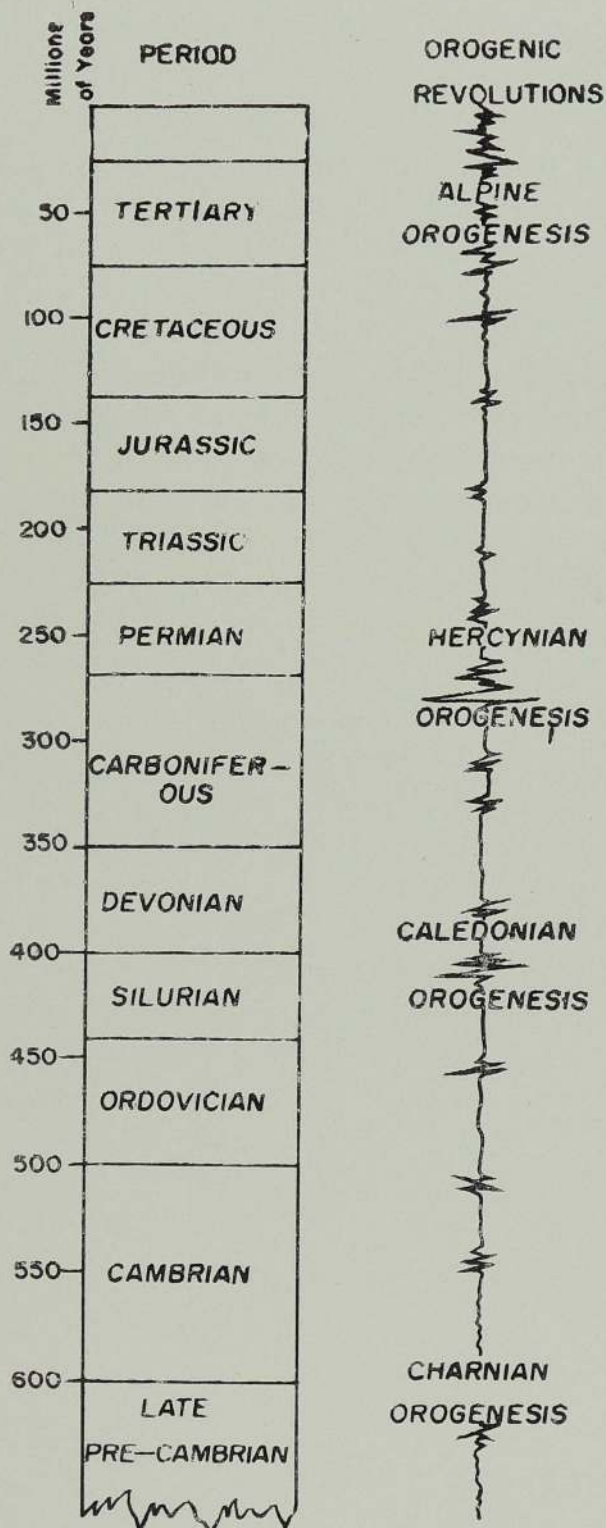 Millions
of Years
PERIOD
OROGENIC
REVOLUTIONS
ALPINE
50
TERTIARY
OROGENESIS
100
CRETACEOUS
150
JURASSIC
200
TRIASSIC
250
PERMIAN
HERCYNIAN
OROGENESIS
300
CARBONIFER-
OUS
350
DEVONIAN
CALEDONIAN
400
SILURIAN
OROGENESIS
450
ORDOVICIAN
500
550
CAMBRIAN
CHARNIAN
600
LATE
OROGENESIS
PRE-CAMBRIAN